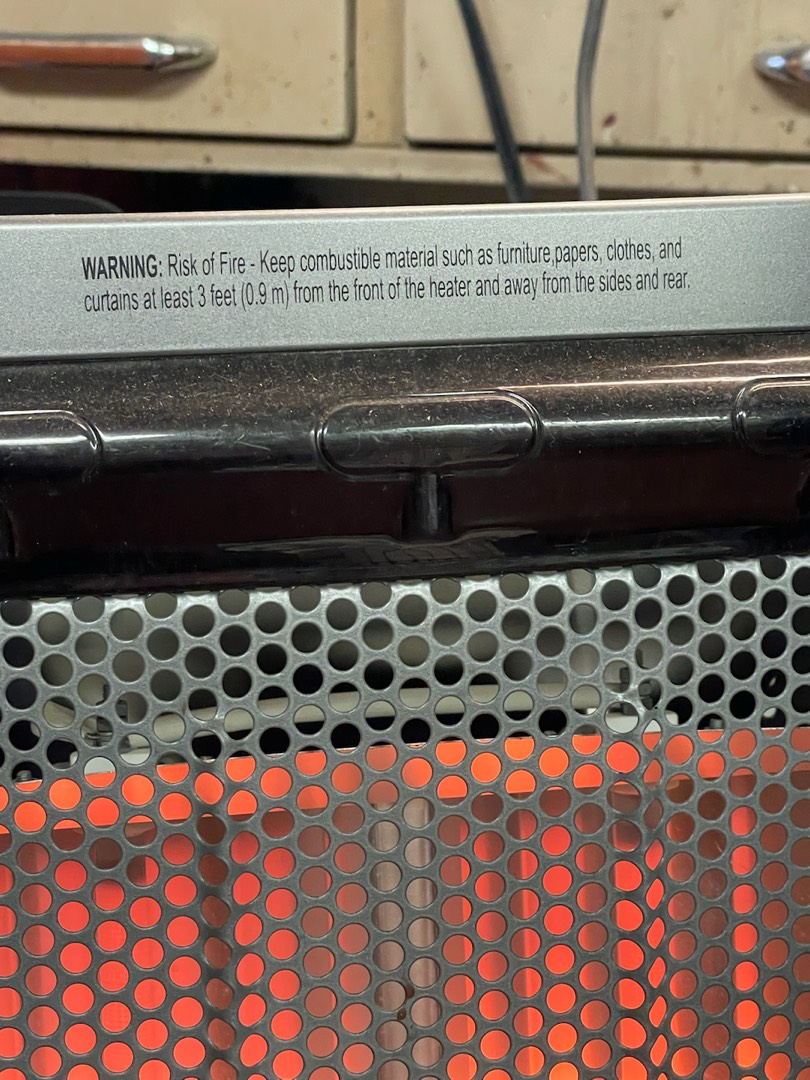 WARNING: Risk of Fire - Keep combustible material such as furniture,papers, clothes, and
curtains at least 3 feet (0.9 m) from the front of the heater and away from the sides and rear.